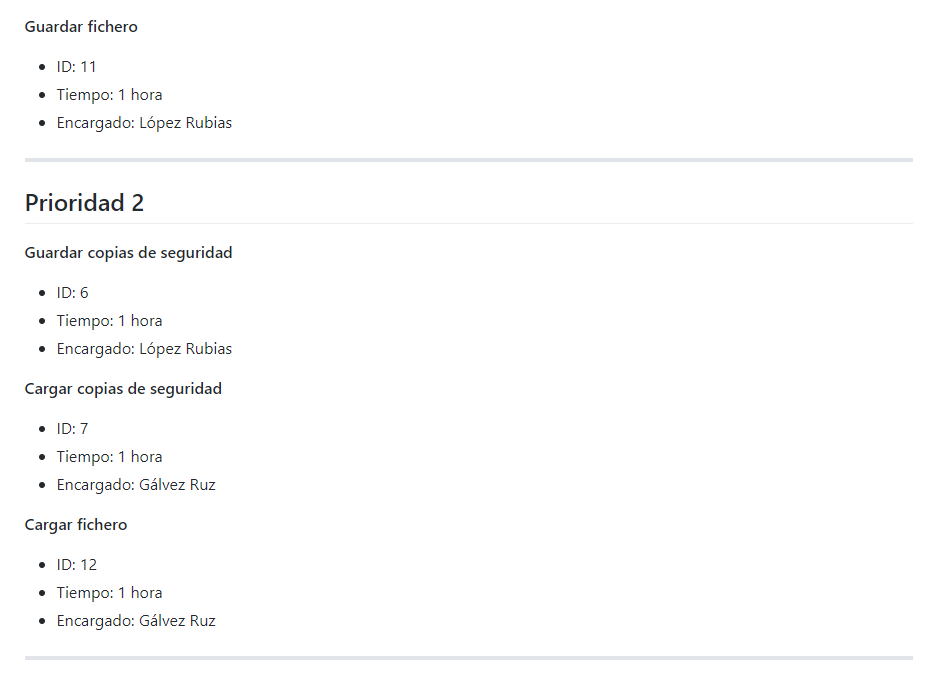 Guardar fichero
ID: 11
Tiempo: 1 hora
Encargado: López Rubias
Prioridad 2
Guardar copias de seguridad
ID: 6
Tiempo: 1 hora
Encargado: López Rubias
Cargar copias de seguridad
ID: 7
Tiempo: 1 hora
Encargado: Gálvez Ruz
Cargar fichero
ID: 12
Tiempo: 1 hora
Encargado: Gálvez Ruz